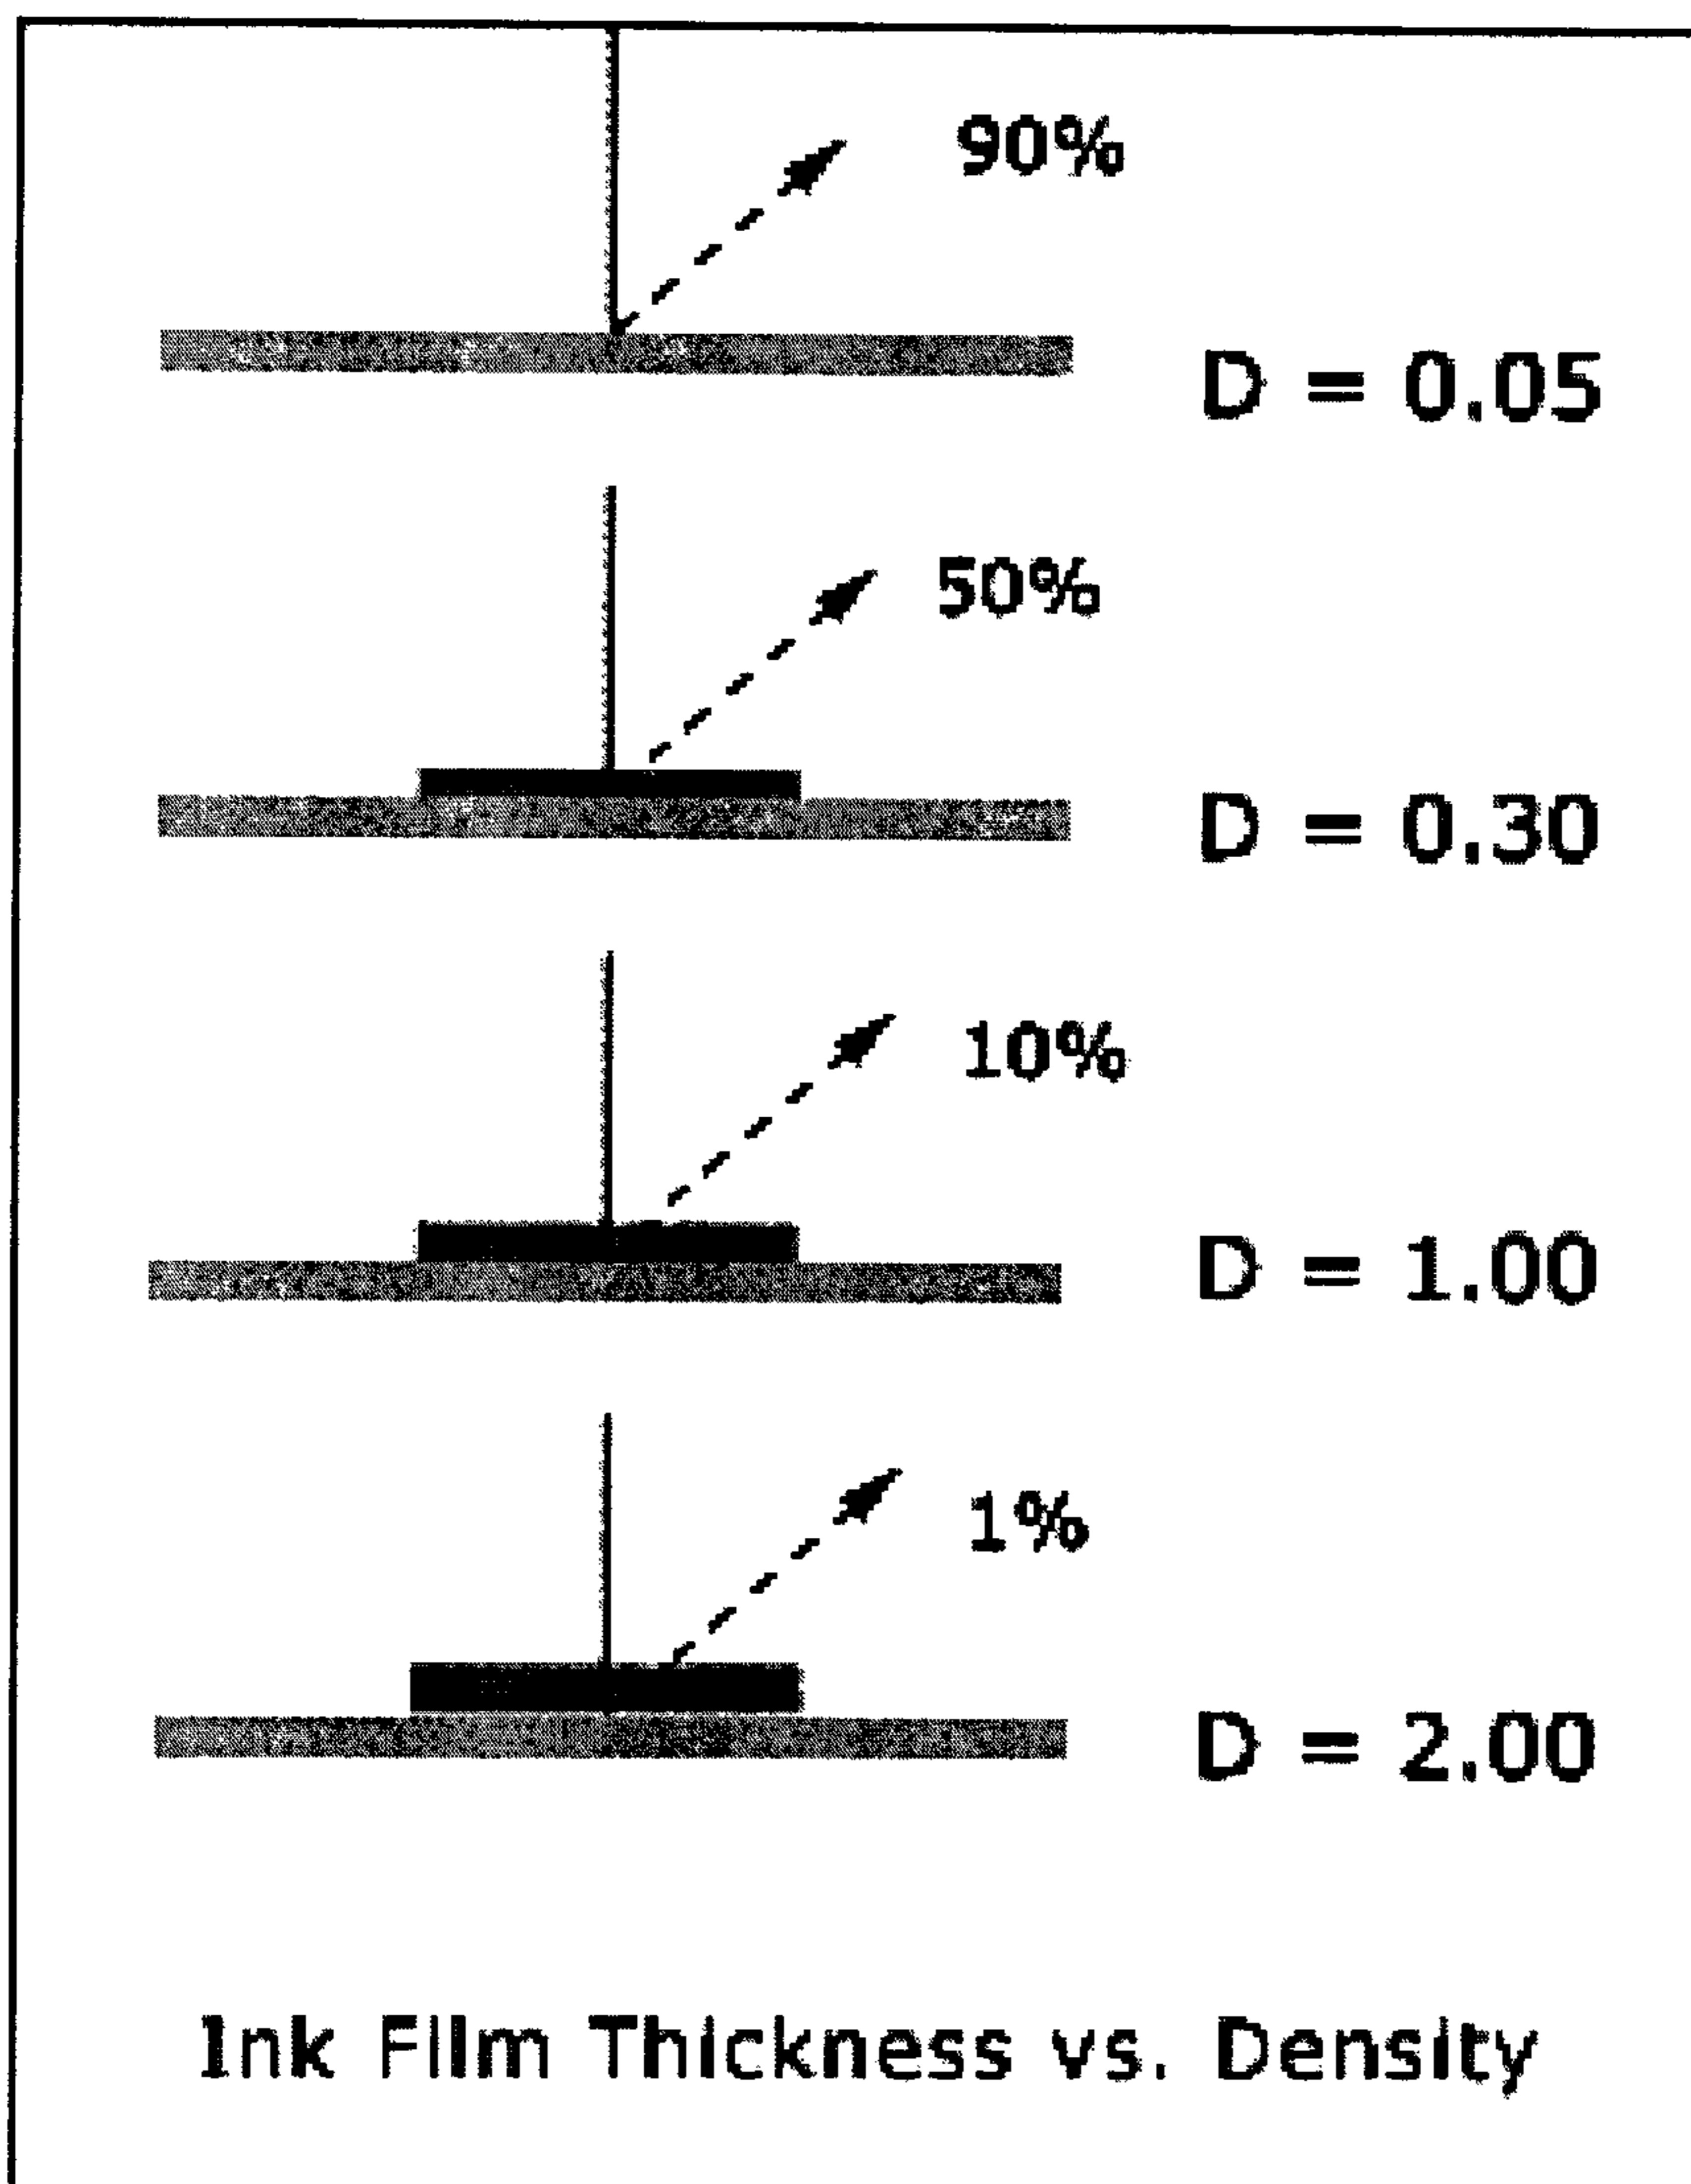 90%
D = 0.05
50%
D = 0.30
10%
D = 1.00
1%
D = 2.00
Ink Film Thickness vs. Density